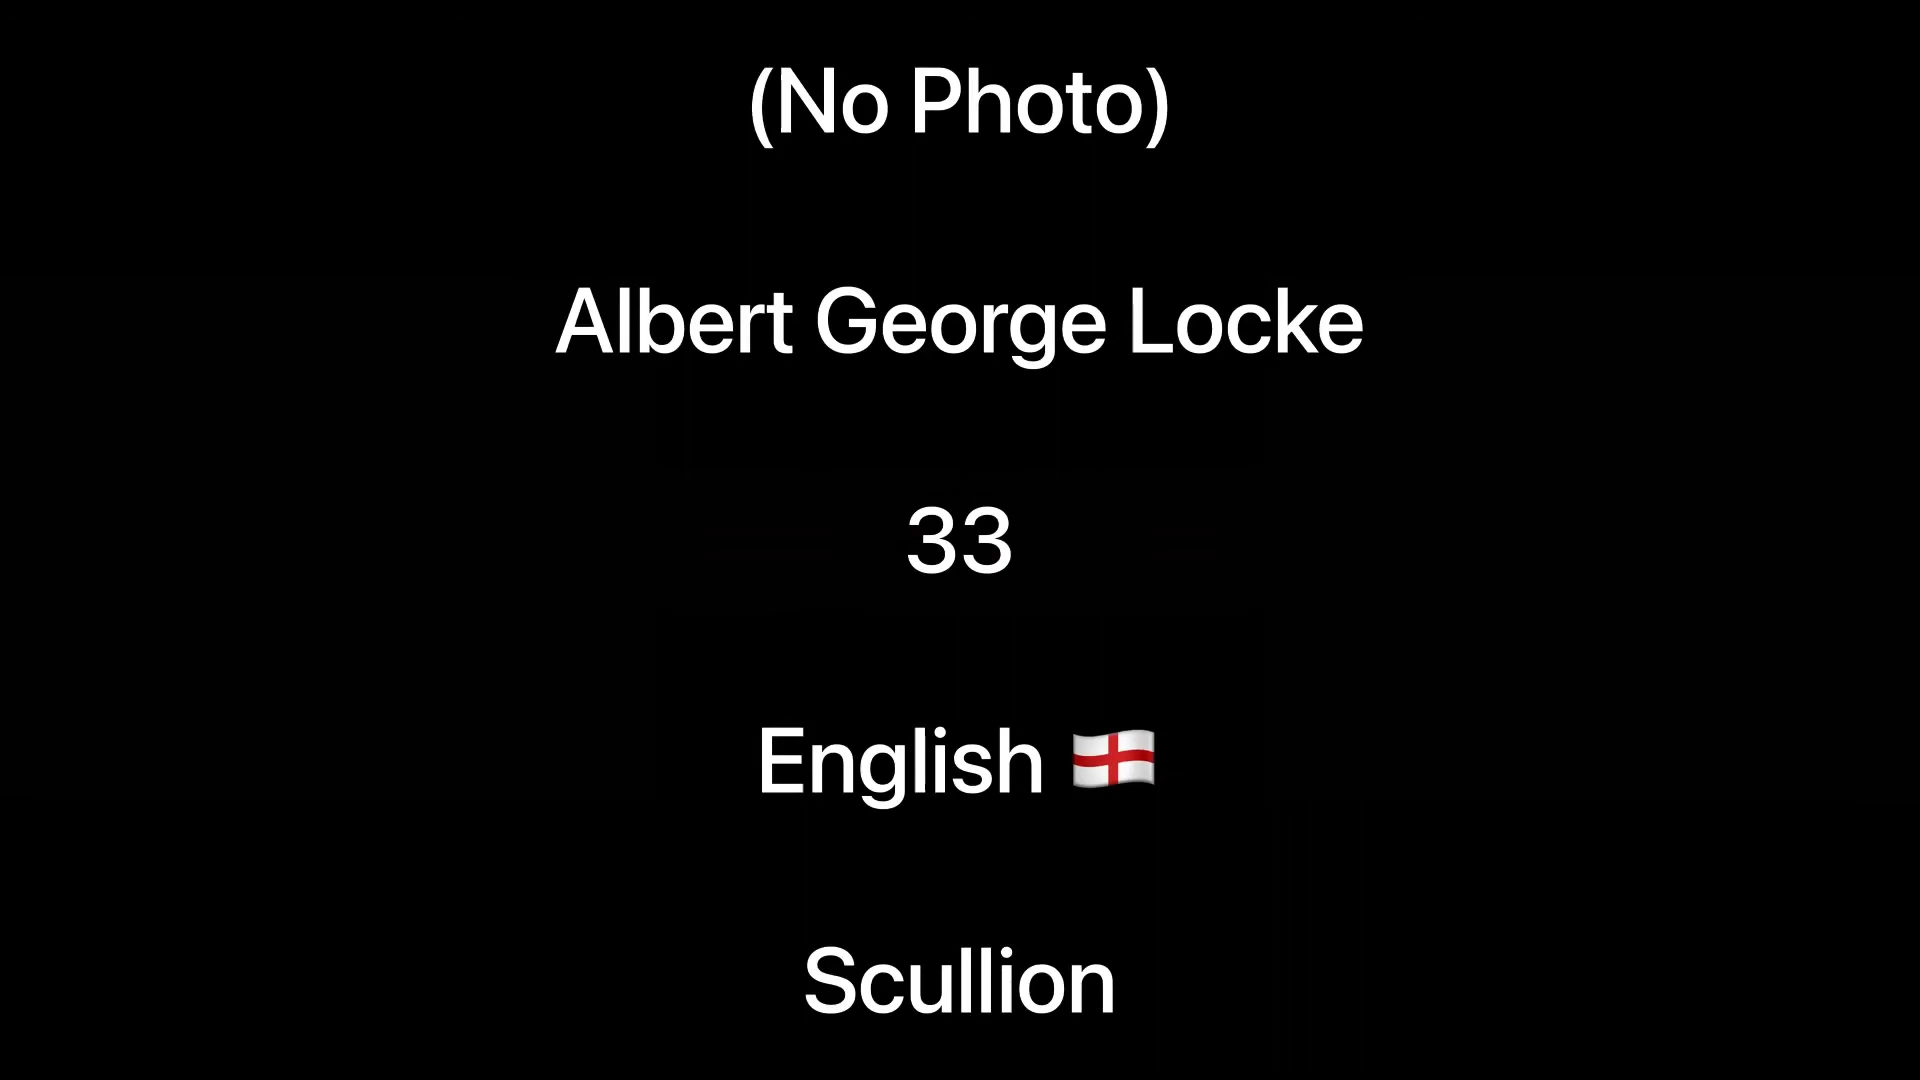 (No Photo)
Albert George Locke
33
English 🏴󠁧󠁢󠁥󠁮󠁧󠁿
Scullion